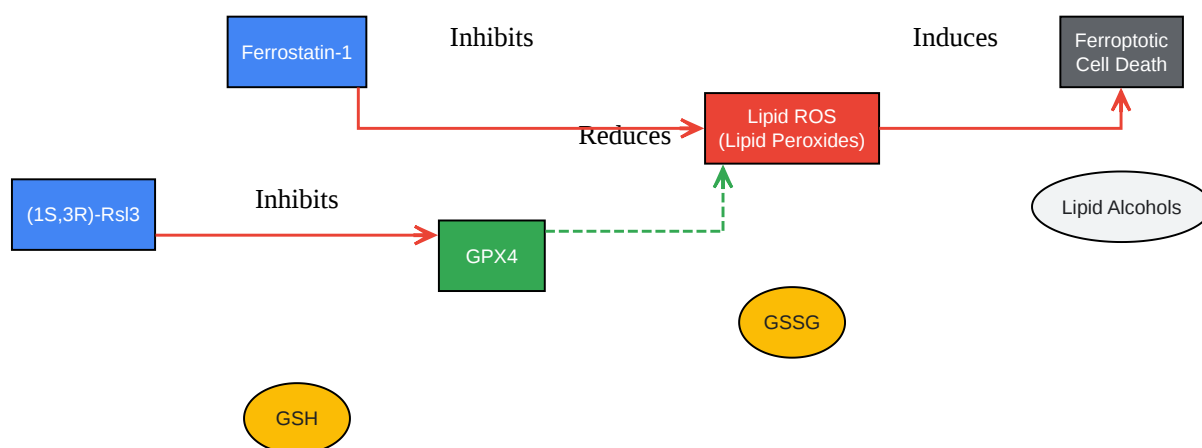 Ferrostatin-1
Inhibits
Induces
Ferroptotic
Cell Death
Lipid ROS
(Lipid Peroxides)
Reduces
(1S,3R)-Rsl3
Inhibits
GPX4
Lipid Alcohols
GSSG
GSH